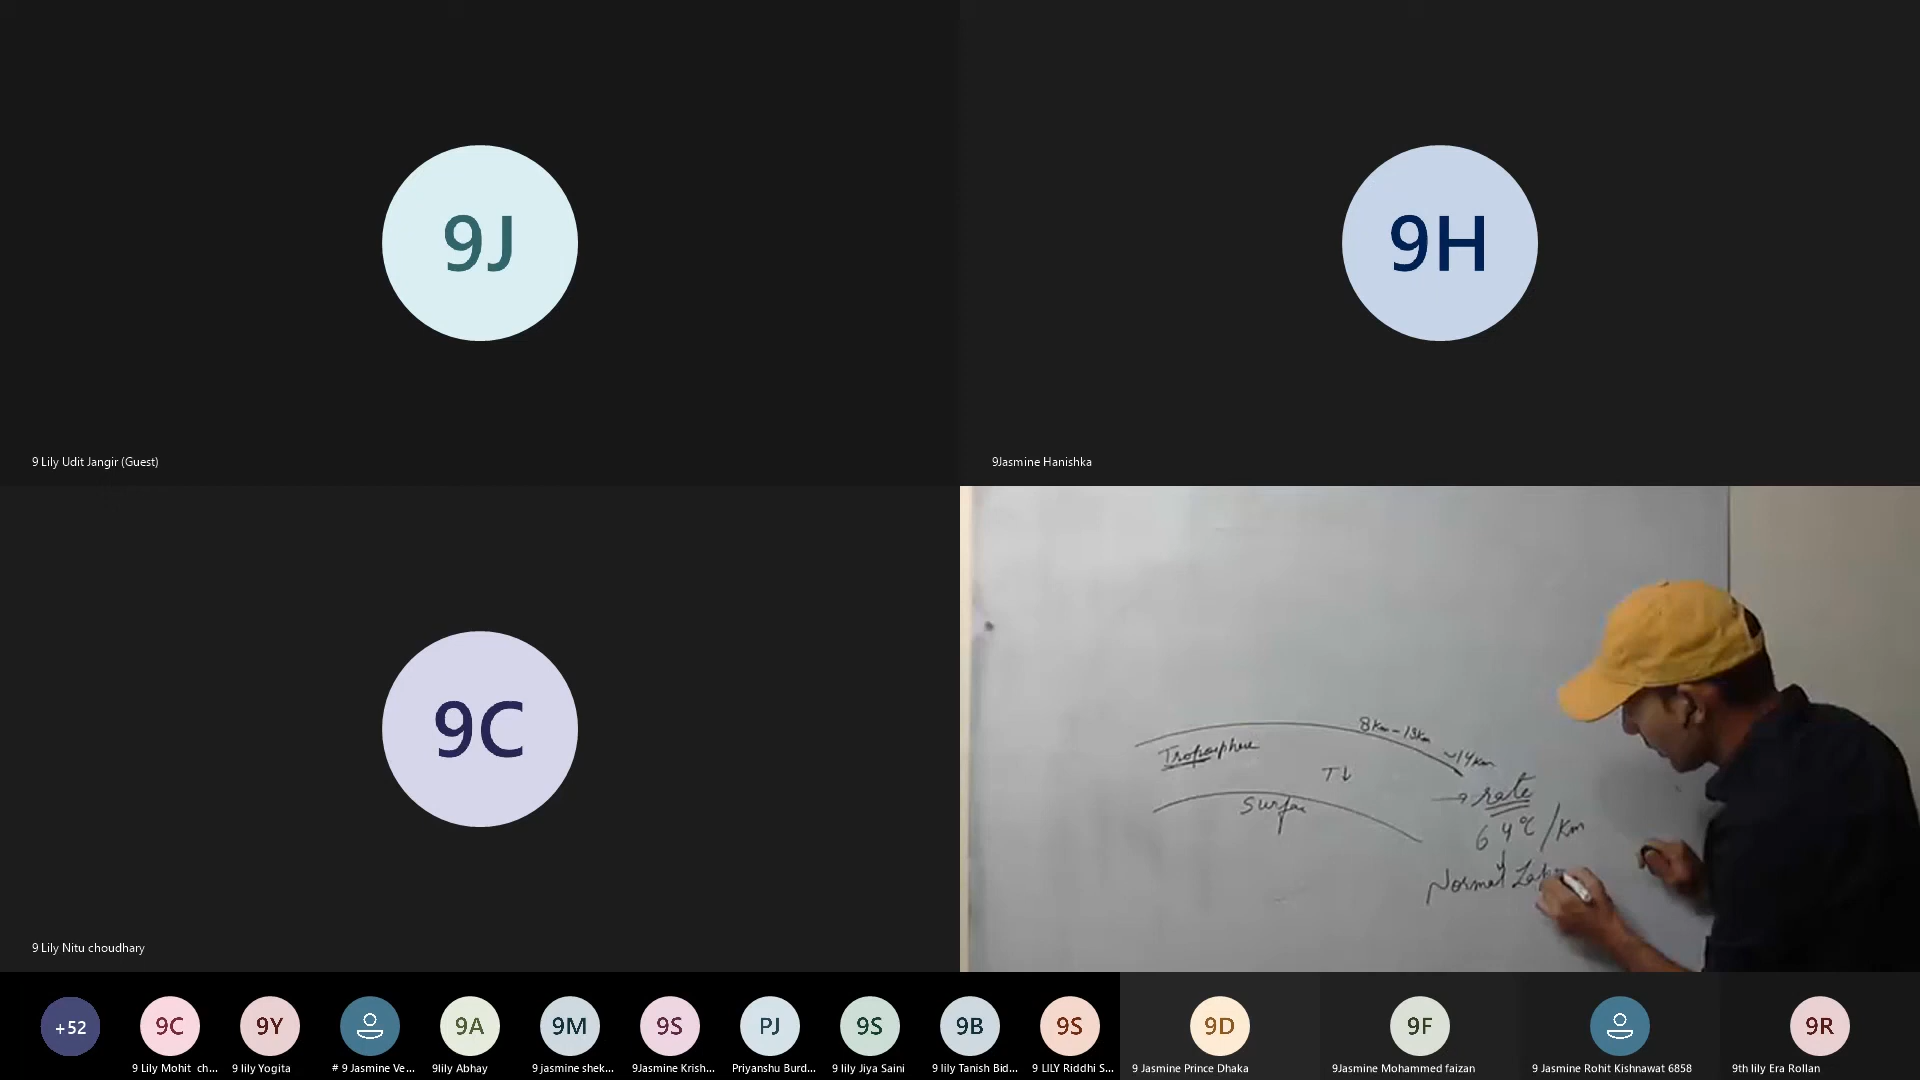 9J
9 Lily Udit Jangir (Guest)
9H
9Jasmine Hanishka
9C
9 Lily Nitu choudhary
8km - 13km
~14km
Troposphere
T↓
Surfac
→ rate
6 4°C /Km
Normal
+52
9C
9 Lily Mohit ch...
9Y
9 lily Yogita
# 9 Jasmine Ve...
9A
9lily Abhay
9M
9 jasmine shek...
9S
9Jasmine Krish...
PJ
Priyanshu Burd...
9S
9 lily Jiya Saini
9B
9 lily Tanish Bid...
9S
9 LILY Riddhi S...
9D
9 Jasmine Prince Dhaka
9F
9Jasmine Mohammed faizan
9 Jasmine Rohit Kishnawat 6858
9R
9th lily Era Rollan